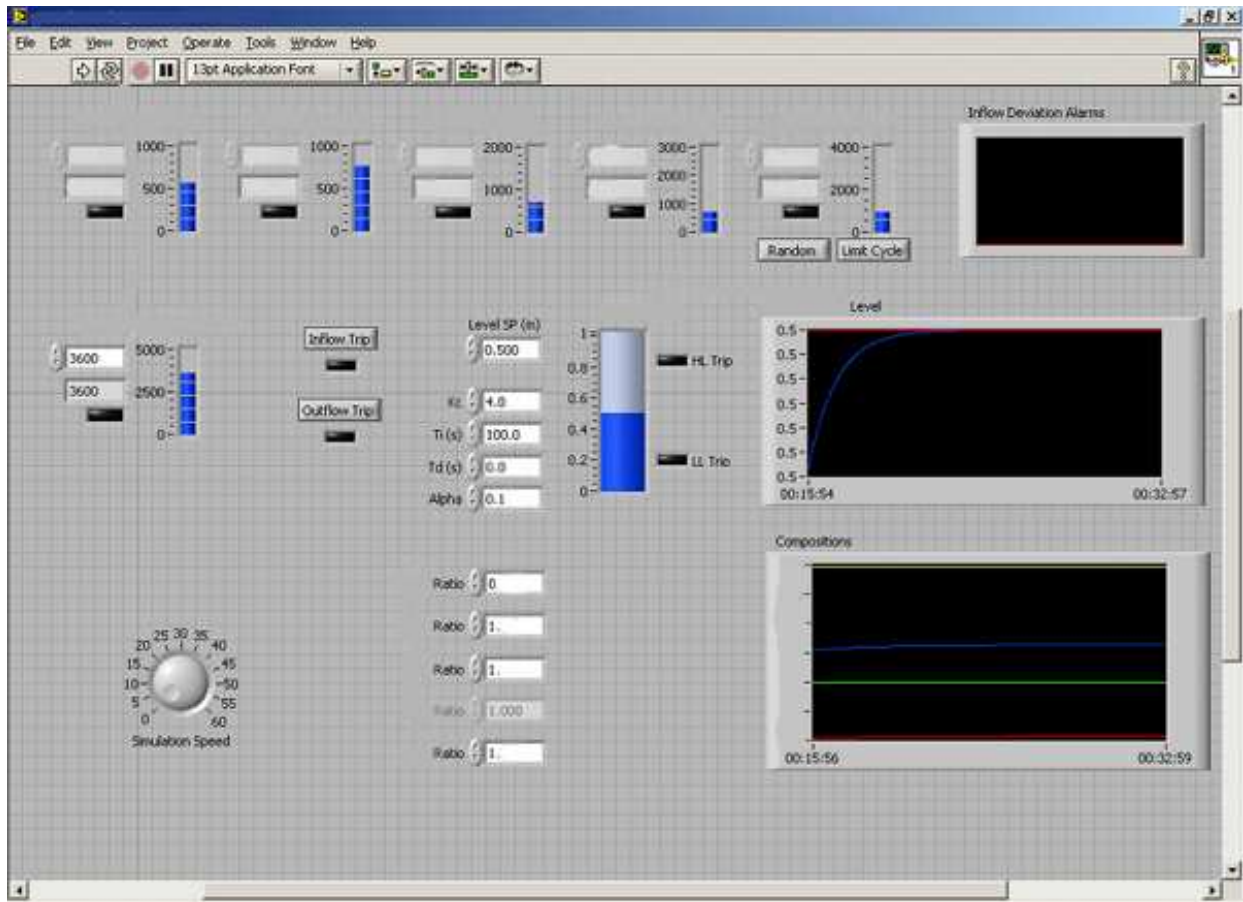 File Edit View Project Operate Tools Window Help
13pt Application Font
Inflow Deviation Alarms
1000 1000 2000 3000 4000
500 500 1000 2000 2000
1000
0 0 0 0 0
Random Limit Cycle
Level
Level SP (m)
3600 5000 Inflow Trip 0.500 1 HL Trip 0.5
3600 2500 0.8 0.5
0 Outflow Trip Kc 4.0 0.6 0.5
Ti (s) 100.0 0.4 0.5
Td (s) 0.0 0.2 LL Trip 0.5
Alpha 0.1 0 0.5
0.5
00:15:54 00:32:57
Compositions
Ratio 0.
Ratio 1.
Ratio 1.
Ratio 1.000
Ratio 1.
00:15:56 00:32:59
0 5 10 15 20 25 30 35 40 45 50 55 60
Simulation Speed